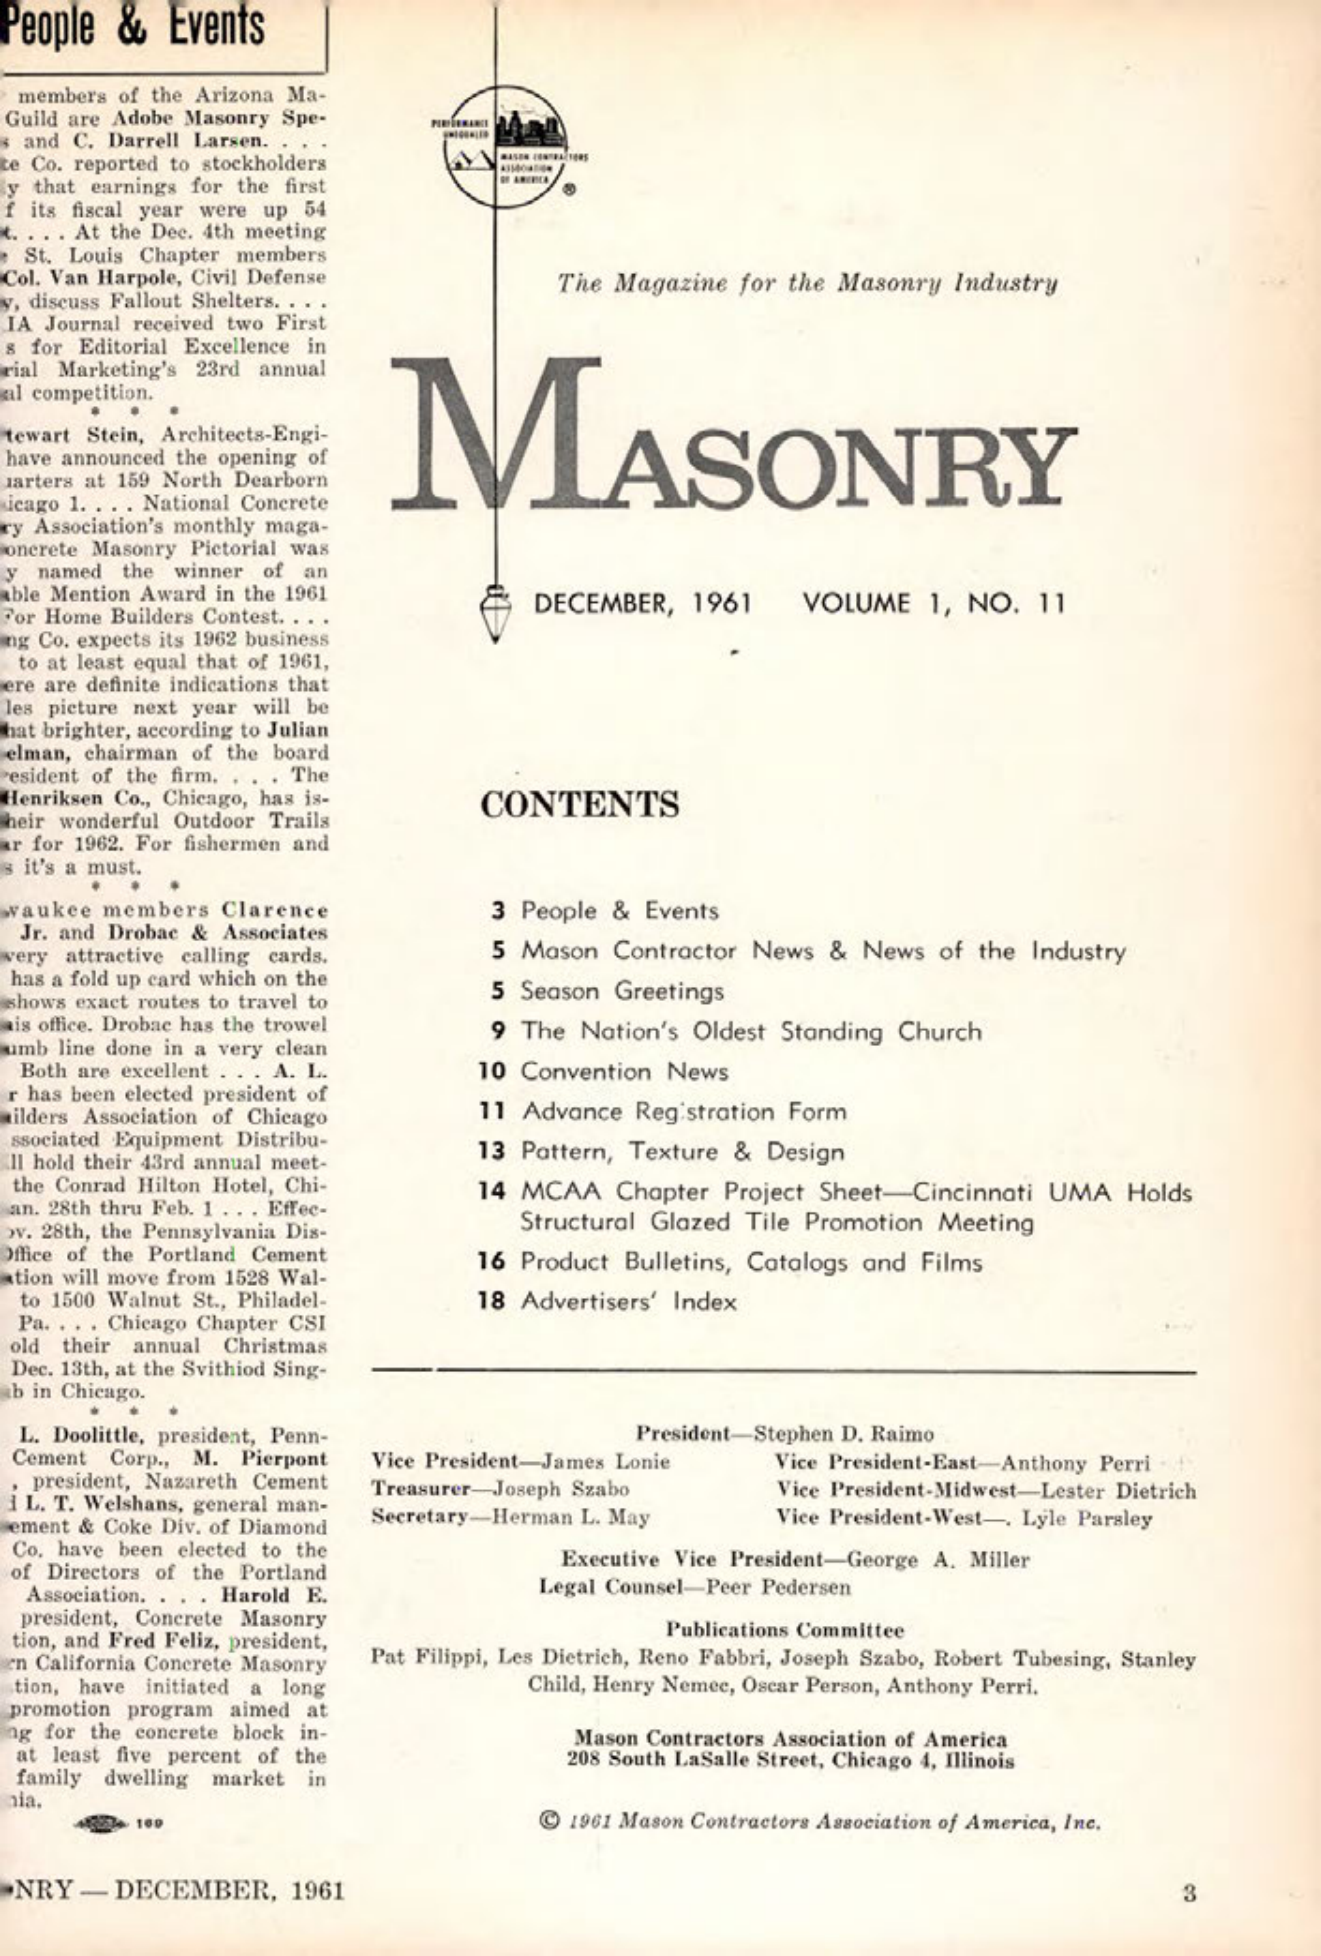 People & Events
members of the Arizona Ma-
Guild are Adobe Masonry Spe-
and C. Darrell Larsen. . . .
Co. reported to stockholders
that earnings for the first
its fiscal year were up 54
. . . . At the Dec. 4th meeting
St. Louis Chapter members
Col. Van Harpole, Civil Defense
discuss Fallout Shelters. . . .
IA Journal received two First
for Editorial Excellence in
Marketing's 23rd annual
competition.
* * *
Stein, Architects-Engi-
have announced the opening of
at 159 North Dearborn
1. . . . National Concrete
Association's monthly maga-
Masonry Pictorial was
named the winner of an
Mention Award in the 1961
For Home Builders Contest. . . .
Co. expects its 1962 business
to at least equal that of 1961,
are definite indications that
picture next year will be
brighter, according to Julian
chairman of the board
of the firm. . . . The
Henriksen Co., Chicago, has is-
wonderful Outdoor Trails
for 1962. For fishermen and
it's a must.
* * *
members Clarence
Jr. and Drobac & Associates
very attractive calling cards.
has a fold up card which on the
shows exact routes to travel to
office. Drobac has the trowel
line done in a very clean
Both are excellent . . . A. L.
has been elected president of
Association of Chicago
Equipment Distribu-
hold their 43rd annual meet-
the Conrad Hilton Hotel, Chi-
28th thru Feb. 1 . . . Effec-
28th, the Pennsylvania Dis-
Office of the Portland Cement
will move from 1528 Wal-
to 1500 Walnut St., Philadel-
Pa. . . . Chicago Chapter CSI
their annual Christmas
Dec. 13th, at the Svithiod Sing-
in Chicago.
* * *
L. Doolittle, president, Penn-
Cement Corp., M. Pierpont
, president, Nazareth Cement
L. T. Welshans, general man-
& Coke Div. of Diamond
Co. have been elected to the
of Directors of the Portland
Association. . . . Harold E.
president, Concrete Masonry
and Fred Feliz, president,
California Concrete Masonry
have initiated a long
promotion program aimed at
for the concrete block in-
at least five percent of the
family dwelling market in
169
PERFORMANCE
UNEQUALED
MASON CONTRACTORS
ASSOCIATION
OF AMERICA
®
The Magazine for the Masonry Industry
MASONRY
DECEMBER, 1961 VOLUME 1, NO. 11
CONTENTS
3 People & Events
5 Mason Contractor News & News of the Industry
5 Season Greetings
9 The Nation's Oldest Standing Church
10 Convention News
11 Advance Registration Form
13 Pattern, Texture & Design
14 MCAA Chapter Project Sheet—Cincinnati UMA Holds
Structural Glazed Tile Promotion Meeting
16 Product Bulletins, Catalogs and Films
18 Advertisers' Index
President—Stephen D. Raimo
Vice President—James Lonie Vice President-East—Anthony Perri
Treasurer—Joseph Szabo Vice President-Midwest—Lester Dietrich
Secretary—Herman L. May Vice President-West—. Lyle Parsley
Executive Vice President—George A. Miller
Legal Counsel—Peer Pedersen
Publications Committee
Pat Filippi, Les Dietrich, Reno Fabbri, Joseph Szabo, Robert Tubesing, Stanley
Child, Henry Nemec, Oscar Person, Anthony Perri.
Mason Contractors Association of America
208 South LaSalle Street, Chicago 4, Illinois
© 1961 Mason Contractors Association of America, Inc.
NRY — DECEMBER, 1961 3